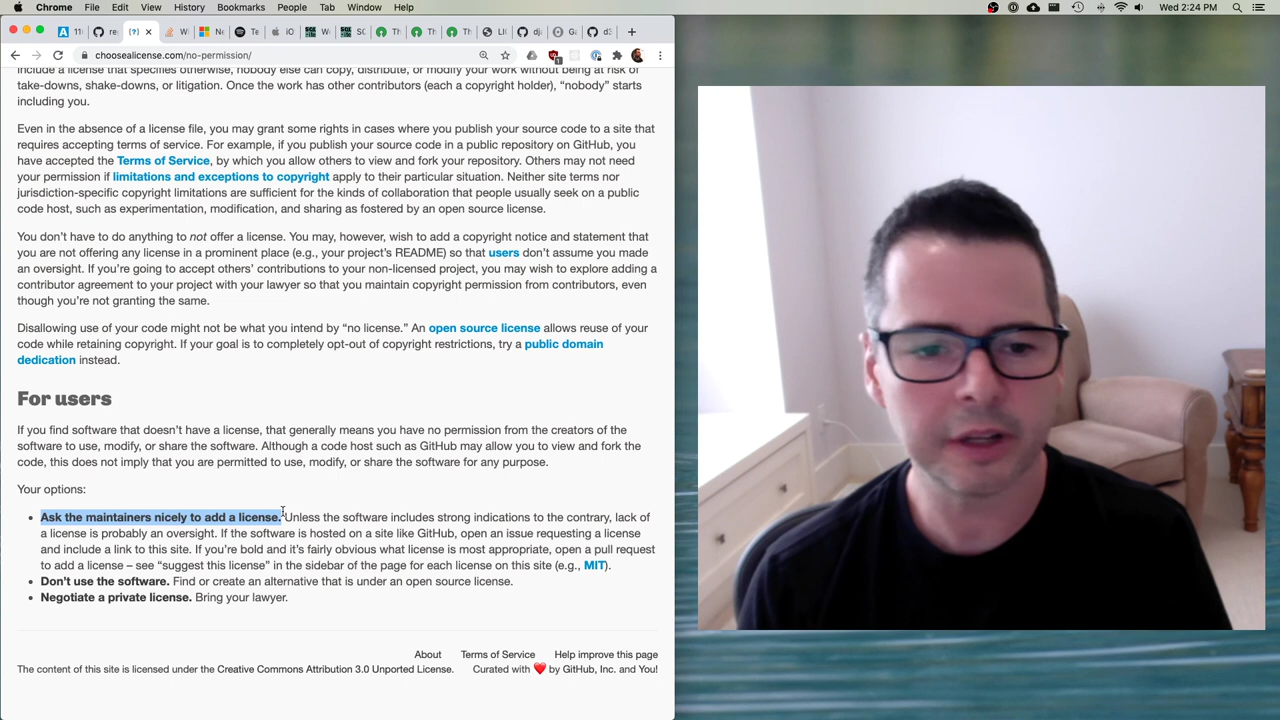 Chrome File Edit View History Bookmarks People Tab Window Help Wed 2:24 PM
choosealicense.com/no-permission/
include a license that specifies otherwise, nobody else can copy, distribute, or modify your work without being at risk of
take-downs, shake-downs, or litigation. Once the work has other contributors (each a copyright holder), “nobody” starts
including you.
Even in the absence of a license file, you may grant some rights in cases where you publish your source code to a site that
requires accepting terms of service. For example, if you publish your source code in a public repository on GitHub, you
have accepted the Terms of Service, by which you allow others to view and fork your repository. Others may not need
your permission if limitations and exceptions to copyright apply to their particular situation. Neither site terms nor
jurisdiction-specific copyright limitations are sufficient for the kinds of collaboration that people usually seek on a public
code host, such as experimentation, modification, and sharing as fostered by an open source license.
You don’t have to do anything to not offer a license. You may, however, wish to add a copyright notice and statement that
you are not offering any license in a prominent place (e.g., your project’s README) so that users don’t assume you made
an oversight. If you’re going to accept others’ contributions to your non-licensed project, you may wish to explore adding a
contributor agreement to your project with your lawyer so that you maintain copyright permission from contributors, even
though you’re not granting the same.
Disallowing use of your code might not be what you intend by “no license.” An open source license allows reuse of your
code while retaining copyright. If your goal is to completely opt-out of copyright restrictions, try a public domain
dedication instead.
For users
If you find software that doesn’t have a license, that generally means you have no permission from the creators of the
software to use, modify, or share the software. Although a code host such as GitHub may allow you to view and fork the
code, this does not imply that you are permitted to use, modify, or share the software for any purpose.
Your options:
• Ask the maintainers nicely to add a license. Unless the software includes strong indications to the contrary, lack of
a license is probably an oversight. If the software is hosted on a site like GitHub, open an issue requesting a license
and include a link to this site. If you’re bold and it’s fairly obvious what license is most appropriate, open a pull request
to add a license – see “suggest this license” in the sidebar of the page for each license on this site (e.g., MIT).
• Don’t use the software. Find or create an alternative that is under an open source license.
• Negotiate a private license. Bring your lawyer.
About Terms of Service Help improve this page
The content of this site is licensed under the Creative Commons Attribution 3.0 Unported License. Curated with ❤️ by GitHub, Inc. and You!